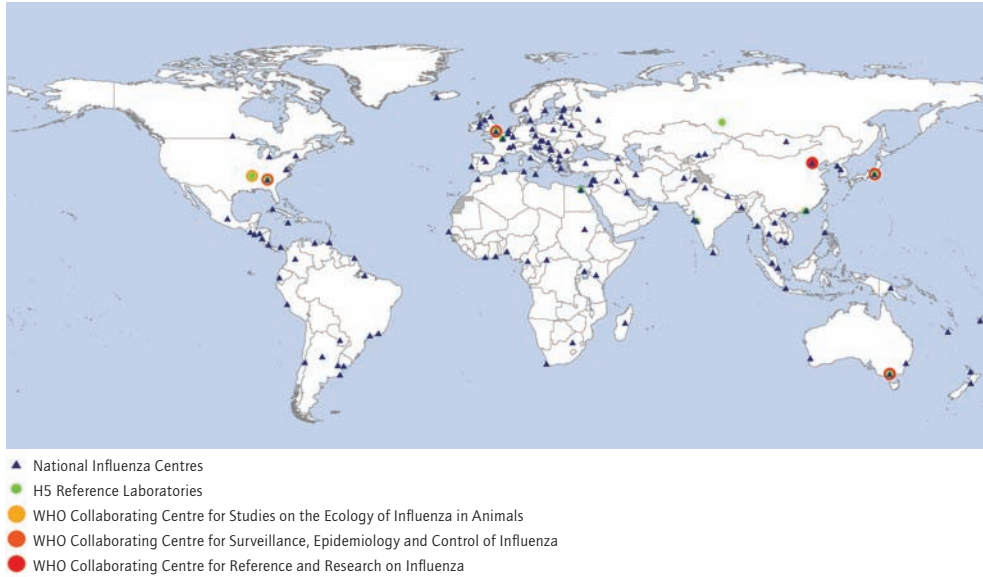 National Influenza Centres
H5 Reference Laboratories
WHO Collaborating Centre for Studies on the Ecology of Influenza in Animals
WHO Collaborating Centre for Surveillance, Epidemiology and Control of Influenza
WHO Collaborating Centre for Reference and Research on Influenza